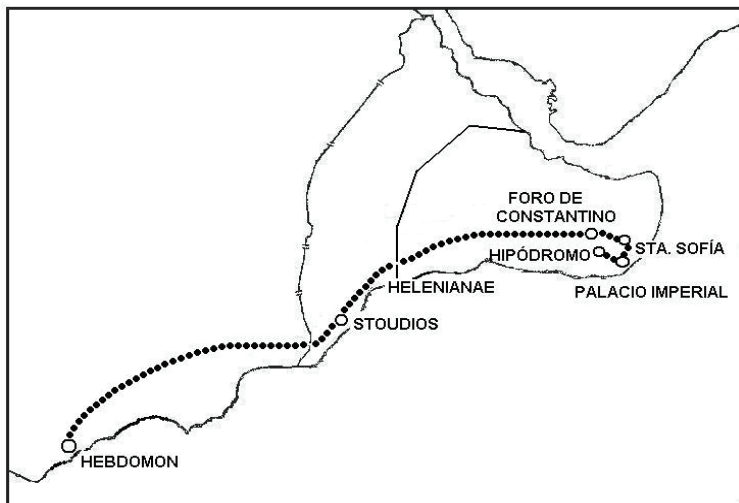 FORO DE
CONSTANTINO
HIPÓDROMO
STA. SOFÍA
HELENIANAE
PALACIO IMPERIAL
STOUDIOS
HEBDOMON